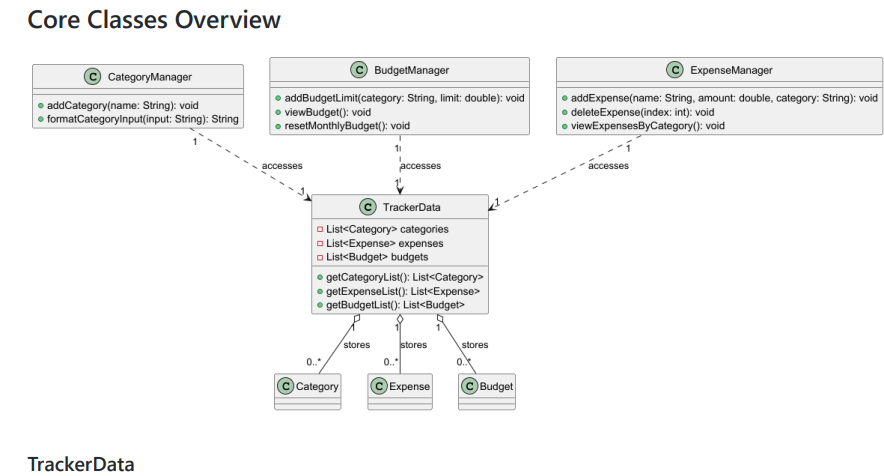 Core Classes Overview
C CategoryManager
addCategory(name: String): void
formatCategoryInput(input: String): String
C BudgetManager
addBudgetLimit(category: String, limit: double): void
viewBudget(): void
resetMonthlyBudget(): void
C ExpenseManager
addExpense(name: String, amount: double, category: String): void
deleteExpense(index: int): void
viewExpensesByCategory(): void
1
1
1
accesses
accesses
accesses
1
1
1
C TrackerData
List<Category> categories
List<Expense> expenses
List<Budget> budgets
getCategoryList(): List<Category>
getExpenseList(): List<Expense>
getBudgetList(): List<Budget>
1
1
1
stores
stores
stores
0..*
0..*
0..*
C Category
C Expense
C Budget
TrackerData